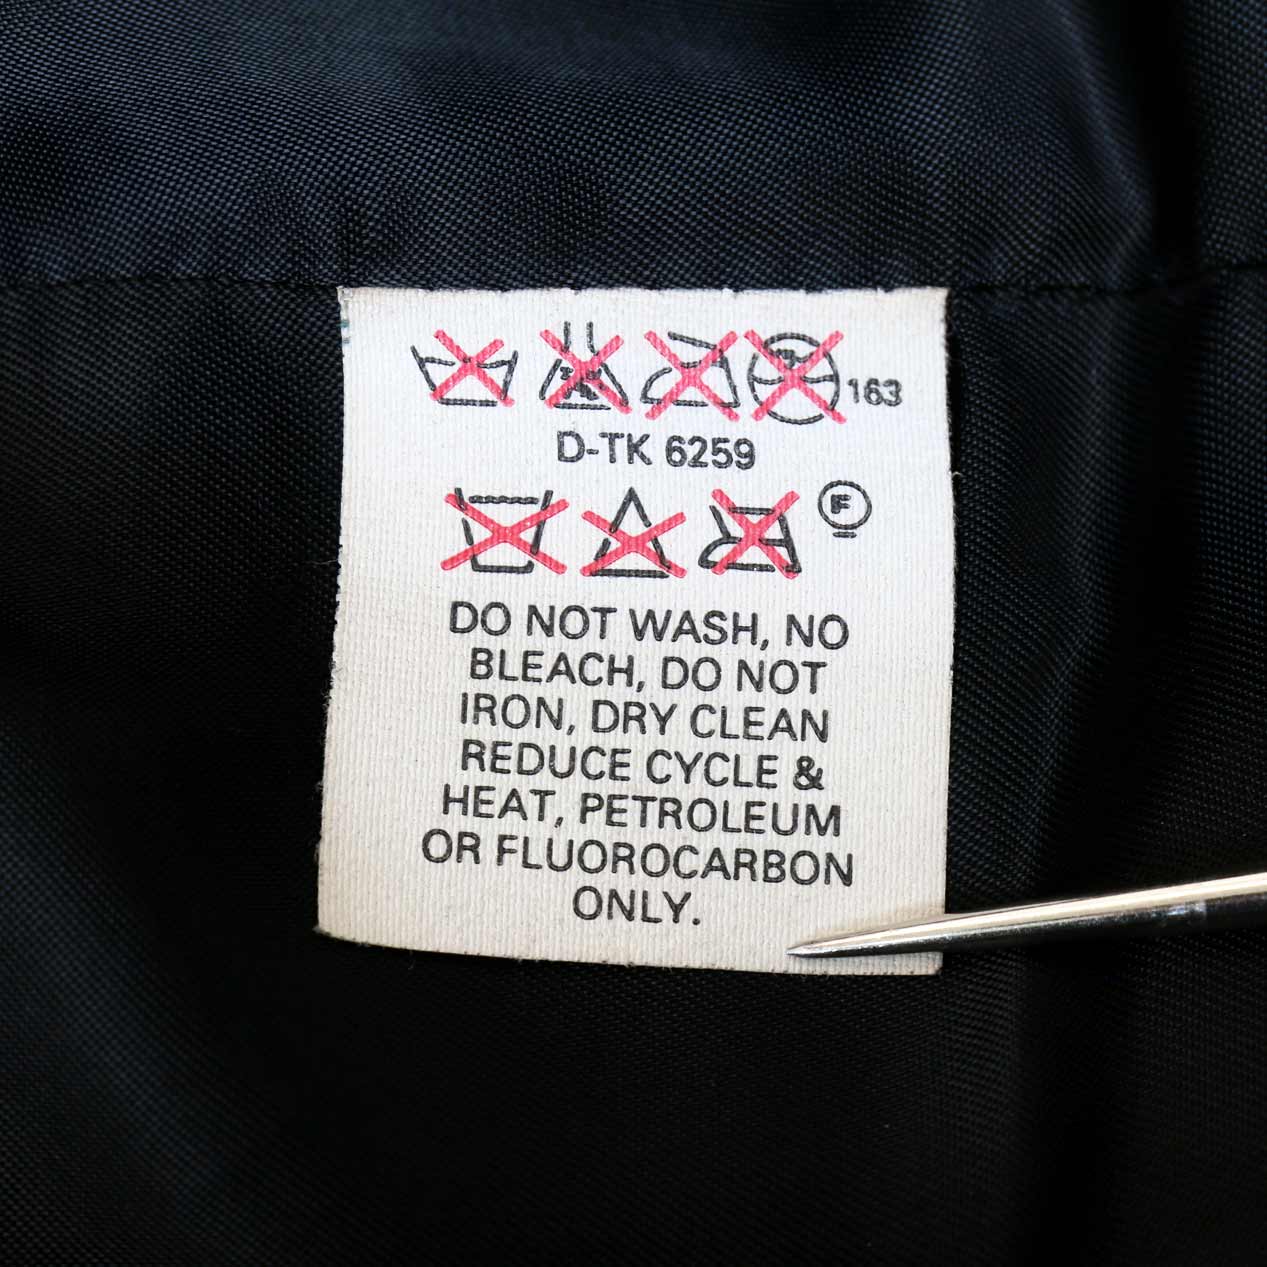 163
D-TK 6259
F
DO NOT WASH, NO
BLEACH, DO NOT
IRON, DRY CLEAN
REDUCE CYCLE &
HEAT, PETROLEUM
OR FLUOROCARBON
ONLY.